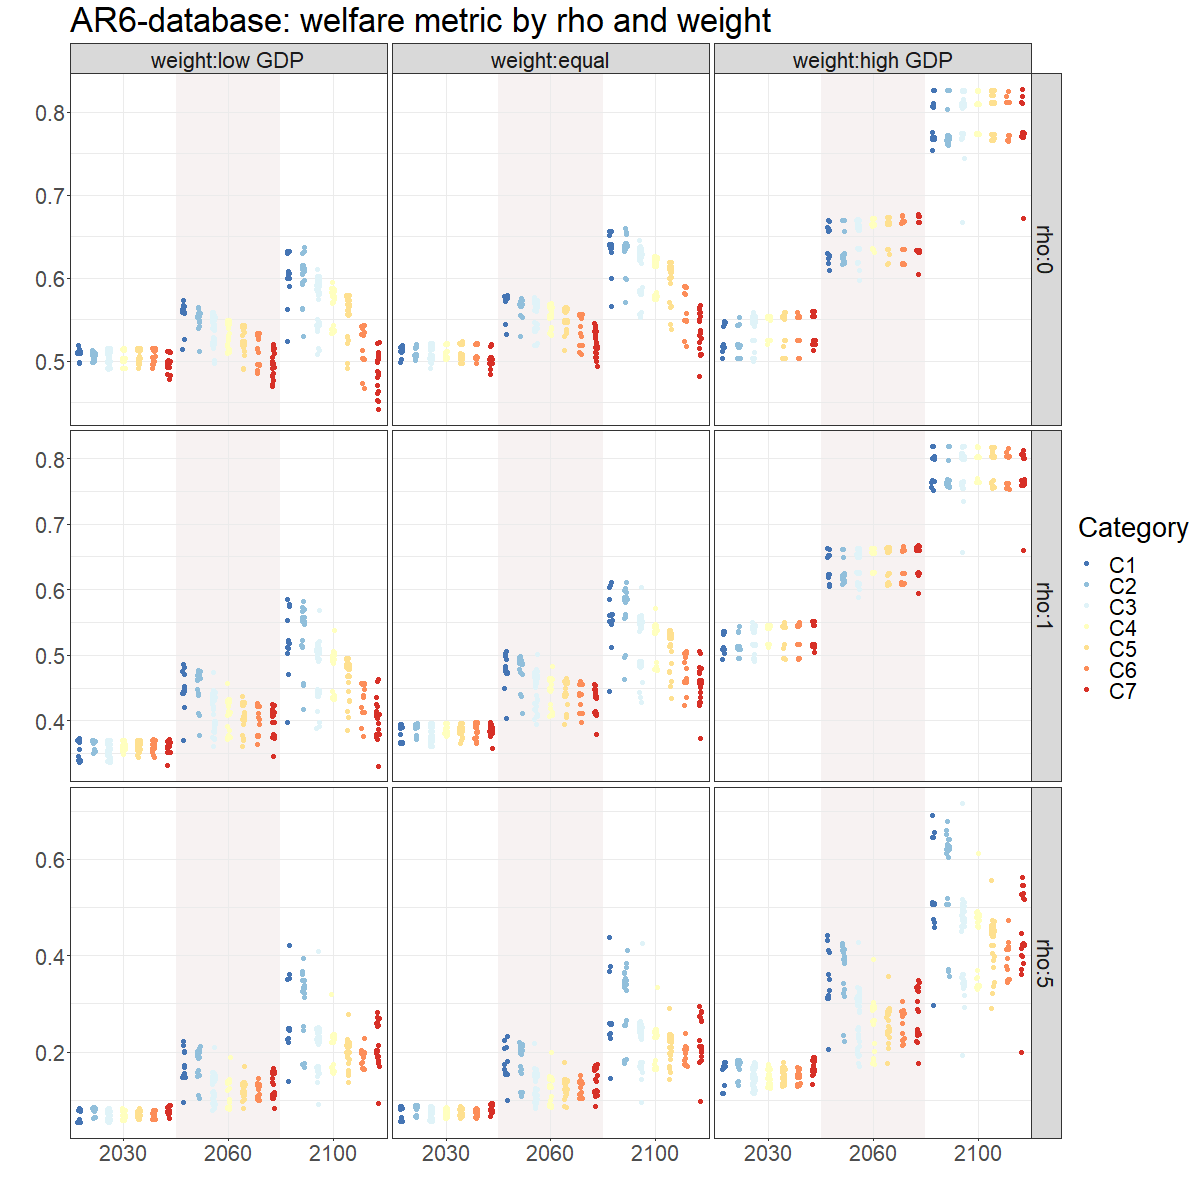 AR6-database: welfare metric by rho and weight
weight:low GDP
weight:equal
weight:high GDP
0.8
0.7
0.6
0.5
rho:0
0.8
0.7
0.6
0.5
0.4
rho:1
0.6
0.4
0.2
rho:5
2030
2060
2100
2030
2060
2100
2030
2060
2100
Category
C1
C2
C3
C4
C5
C6
C7